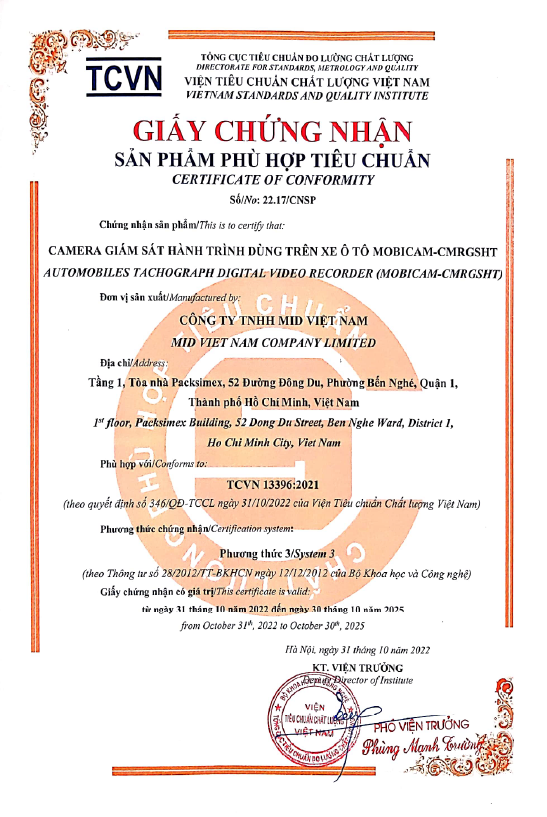 TCVN
TỔNG CỤC TIÊU CHUẨN ĐO LƯỜNG CHẤT LƯỢNG
DIRECTORATE FOR STANDARDS, METROLOGY AND QUALITY
VIỆN TIÊU CHUẨN CHẤT LƯỢNG VIỆT NAM
VIETNAM STANDARDS AND QUALITY INSTITUTE
GIẤY CHỨNG NHẬN
SẢN PHẨM PHÙ HỢP TIÊU CHUẨN
CERTIFICATE OF CONFORMITY
Số/No: 22.17/CNSP
Chứng nhận sản phẩm/This is to certify that:
CAMERA GIÁM SÁT HÀNH TRÌNH DÙNG TRÊN XE Ô TÔ MOBICAM-CMRGSHT
AUTOMOBILES TACHOGRAPH DIGITAL VIDEO RECORDER (MOBICAM-CMRGSHT)
Đơn vị sản xuất/Manufactured by:
CÔNG TY TNHH MID VIỆT NAM
MID VIET NAM COMPANY LIMITED
Địa chỉ/Address:
Tầng 1, Tòa nhà Packsimex, 52 Đường Đông Du, Phường Bến Nghé, Quận 1,
Thành phố Hồ Chí Minh, Việt Nam
1st floor, Packsimex Building, 52 Dong Du Street, Ben Nghe Ward, District 1,
Ho Chi Minh City, Viet Nam
Phù hợp với/Conforms to:
TCVN 13396:2021
(theo quyết định số 346/QĐ-TCCL ngày 31/10/2022 của Viện Tiêu chuẩn Chất lượng Việt Nam)
Phương thức chứng nhận/Certification system:
Phương thức 3/System 3
(theo Thông tư số 28/2012/TT-BKHCN ngày 12/12/2012 của Bộ Khoa học và Công nghệ)
Giấy chứng nhận có giá trị/This certificate is valid:
từ ngày 31 tháng 10 năm 2022 đến ngày 30 tháng 10 năm 2025
from October 31th, 2022 to October 30th, 2025
Hà Nội, ngày 31 tháng 10 năm 2022
KT. VIỆN TRƯỞNG
Deputy Director of Institute
VIỆN
TIÊU CHUẨN CHẤT LƯỢNG
VIỆT NAM
PHÓ VIỆN TRƯỞNG
Phùng Mạnh Trường